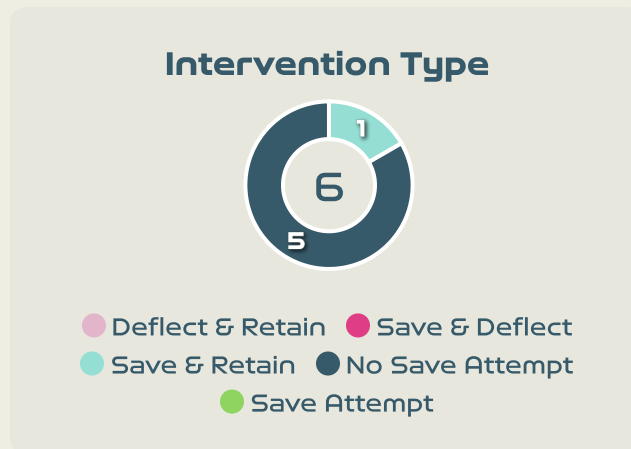 Intervention Type
1
6
5
Deflect & Retain Save & Deflect
Save & Retain No Save Attempt
Save Attempt